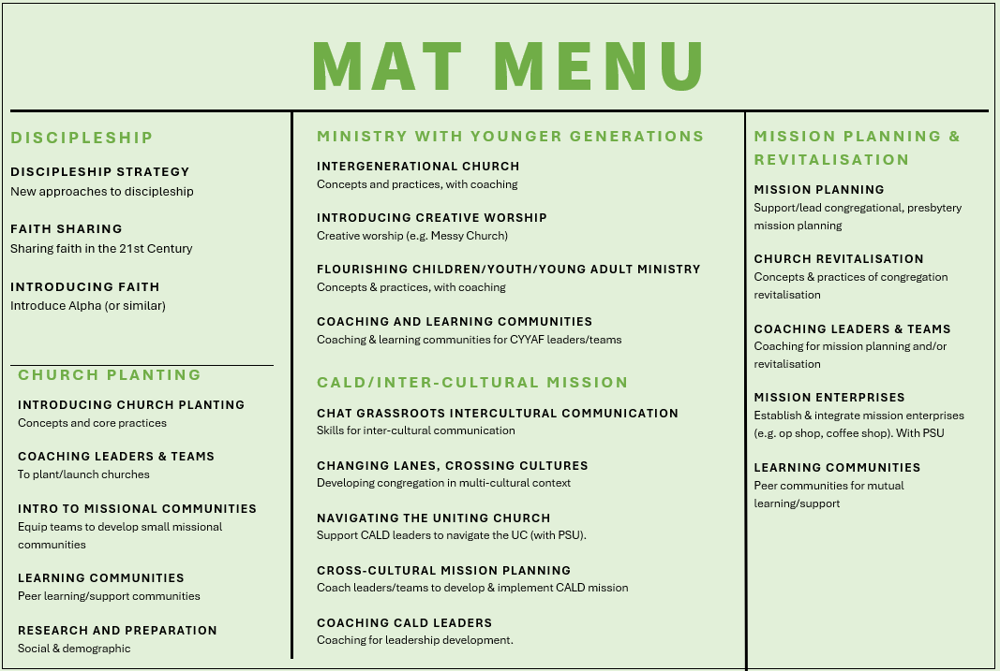 MAT MENU
DISCIPLESHIP
DISCIPLESHIP STRATEGY
New approaches to discipleship
FAITH SHARING
Sharing faith in the 21st Century
INTRODUCING FAITH
Introduce Alpha (or similar)
CHURCH PLANTING
INTRODUCING CHURCH PLANTING
Concepts and core practices
COACHING LEADERS & TEAMS
To plant/launch churches
INTRO TO MISSIONAL COMMUNITIES
Equip teams to develop small missional
communities
LEARNING COMMUNITIES
Peer learning/support communities
RESEARCH AND PREPARATION
Social & demographic
MINISTRY WITH YOUNGER GENERATIONS
INTERGENERATIONAL CHURCH
Concepts and practices, with coaching
INTRODUCING CREATIVE WORSHIP
Creative worship (e.g. Messy Church)
FLOURISHING CHILDREN/YOUTH/YOUNG ADULT MINISTRY
Concepts & practices, with coaching
COACHING AND LEARNING COMMUNITIES
Coaching & learning communities for CYYAF leaders/teams
CALD/INTER-CULTURAL MISSION
CHAT GRASSROOTS INTERCULTURAL COMMUNICATION
Skills for inter-cultural communication
CHANGING LANES, CROSSING CULTURES
Developing congregation in multi-cultural context
NAVIGATING THE UNITING CHURCH
Support CALD leaders to navigate the UC (with PSU).
CROSS-CULTURAL MISSION PLANNING
Coach leaders/teams to develop & implement CALD mission
COACHING CALD LEADERS
Coaching for leadership development.
MISSION PLANNING &
REVITALISATION
MISSION PLANNING
Support/lead congregational, presbytery
mission planning
CHURCH REVITALISATION
Concepts & practices of congregation
revitalisation
COACHING LEADERS & TEAMS
Coaching for mission planning and/or
revitalisation
MISSION ENTERPRISES
Establish & integrate mission enterprises
(e.g. op shop, coffee shop). With PSU
LEARNING COMMUNITIES
Peer communities for mutual
learning/support